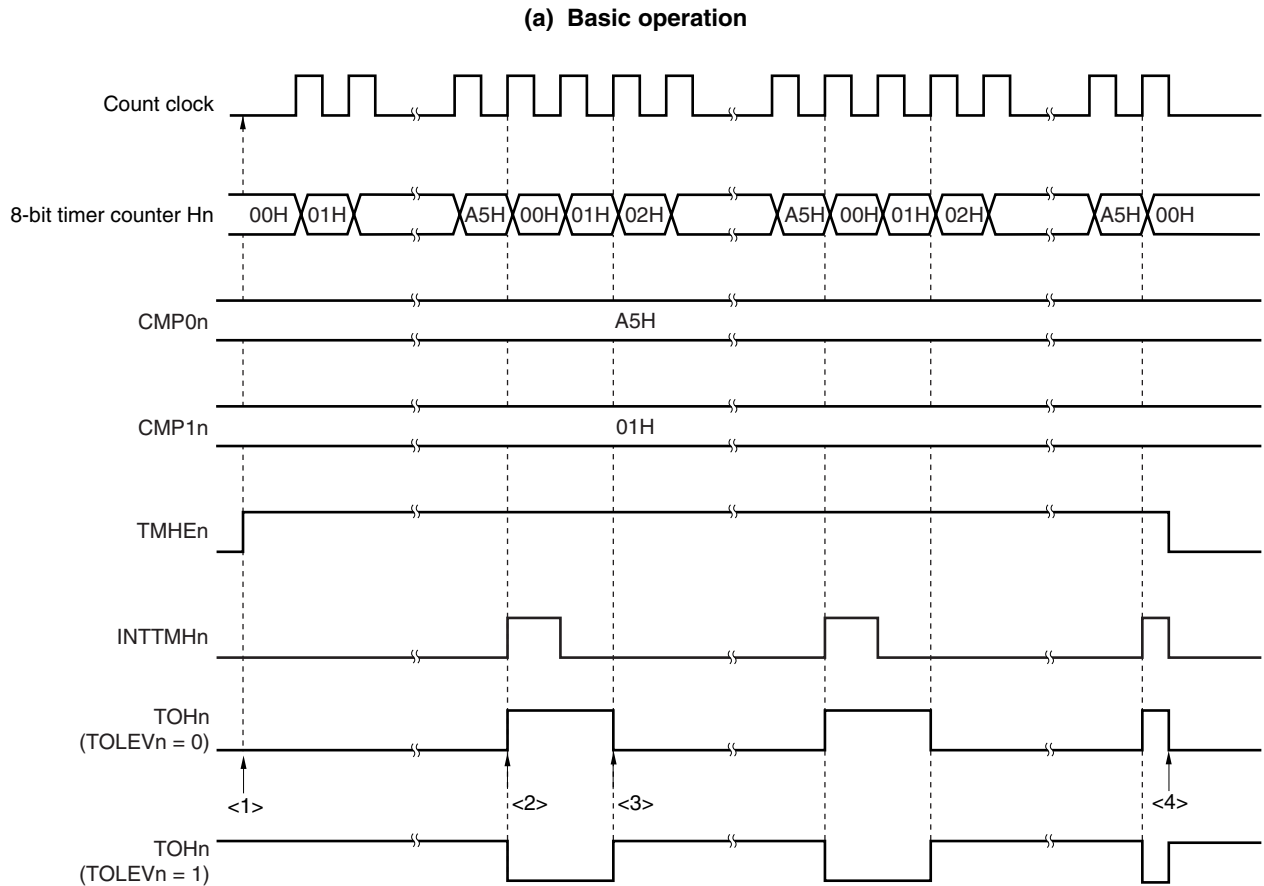 (a) Basic operation
Count clock
8-bit timer counter Hn
00H 01H A5H 00H 01H 02H A5H 00H 01H 02H A5H 00H
CMP0n
A5H
CMP1n
01H
TMHEn
INTTMHn
TOHn
(TOLEVn = 0)
<1> <2> <3> <4>
TOHn
(TOLEVn = 1)